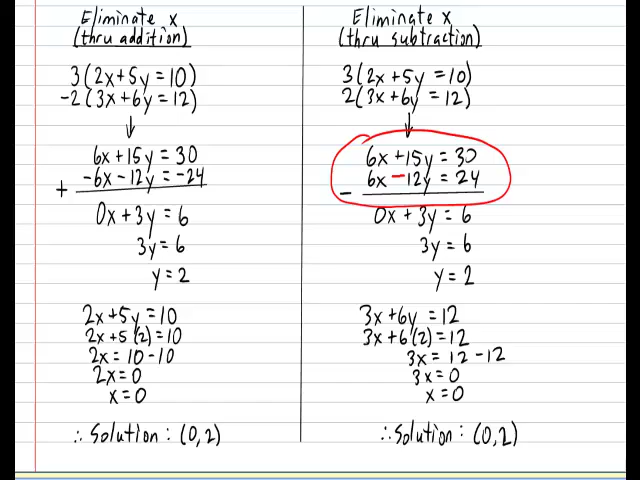 Eliminate x
(thru addition)
3(2x+5y=10)
-2(3x+6y=12)
6x+15y=30
-6x-12y=-24
+
0x+3y=6
3y=6
y=2
2x+5y=10
2x+5(2)=10
2x=10-10
2x=0
x=0
∴Solution: (0,2)
Eliminate x
(thru subtraction)
3(2x+5y=10)
2(3x+6y=12)
6x+15y=30
6x-12y=24
-
0x+3y=6
3y=6
y=2
3x+6y=12
3x+6(2)=12
3x=12-12
3x=0
x=0
∴Solution: (0,2)